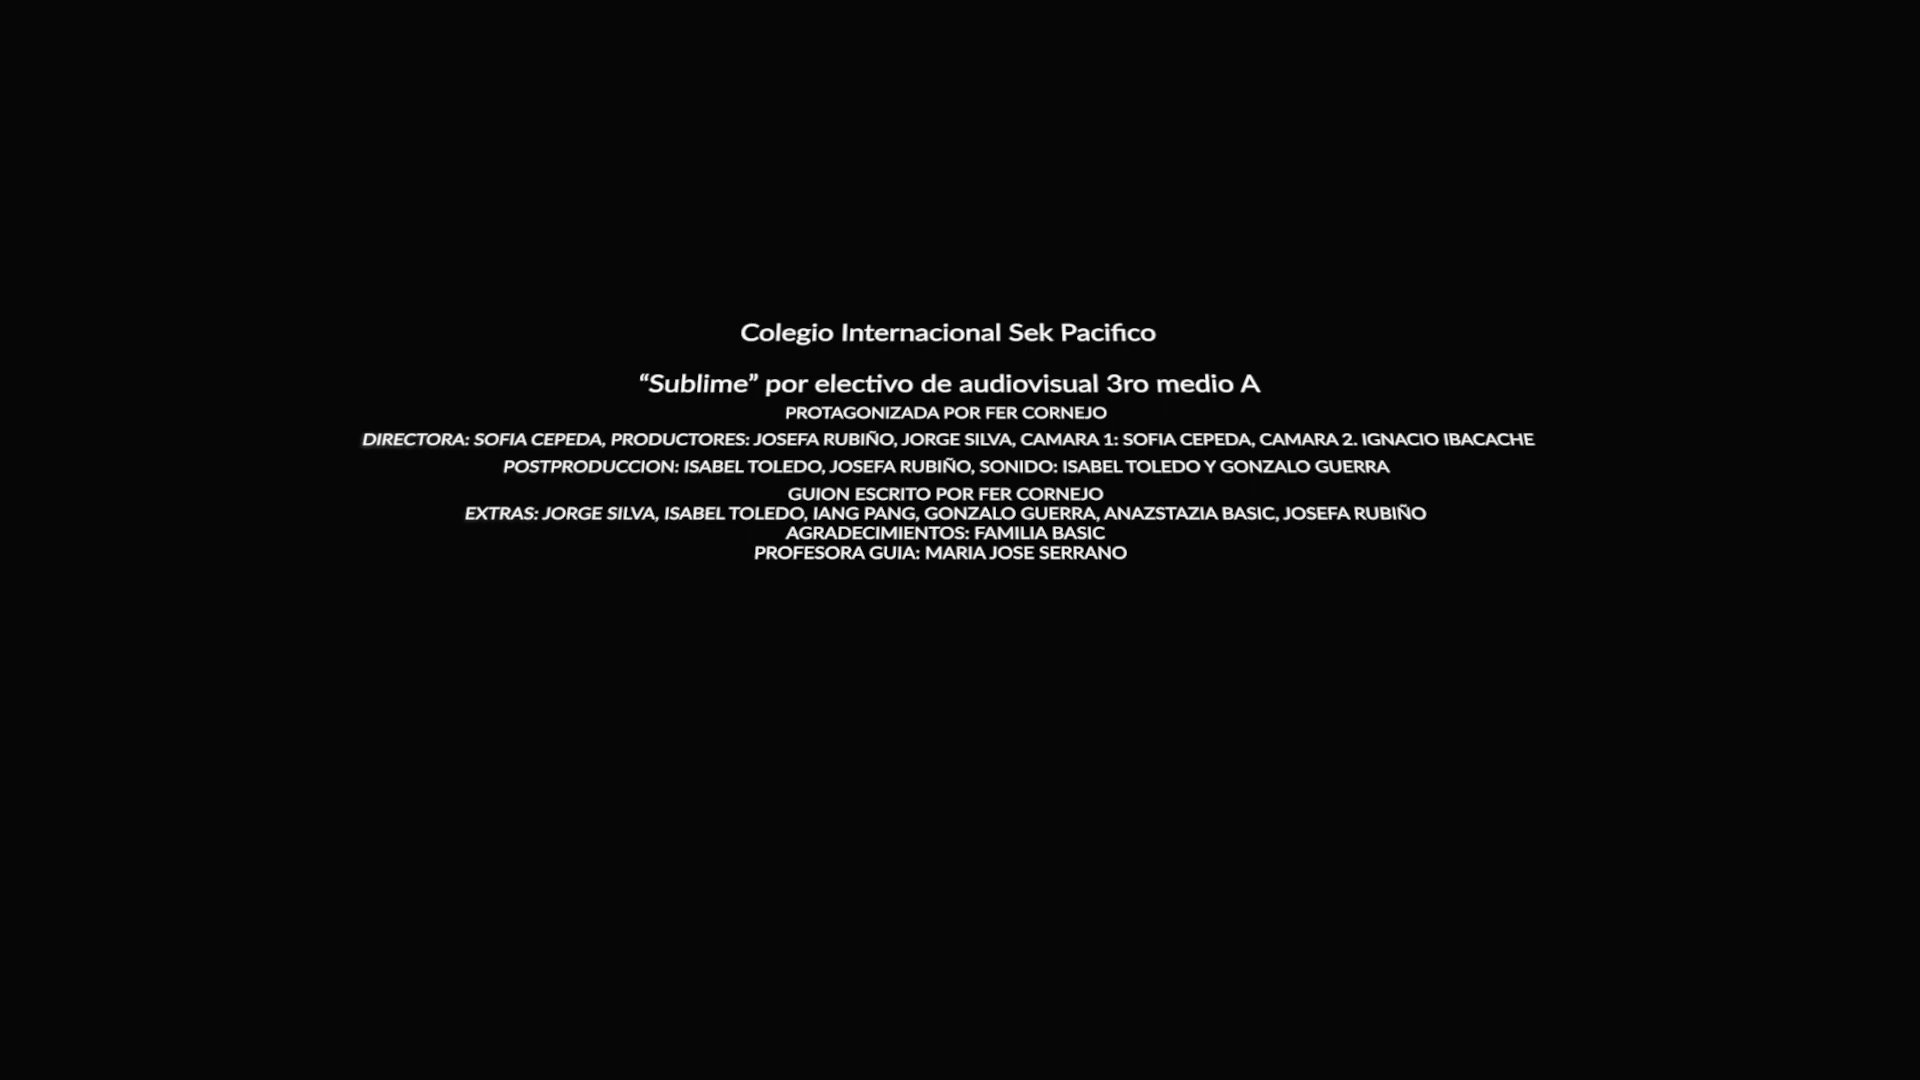 Colegio Internacional Sek Pacifico
“Sublime” por electivo de audiovisual 3ro medio A
PROTAGONIZADA POR FER CORNEJO
DIRECTORA: SOFIA CEPEDA, PRODUCTORES: JOSEFA RUBIÑO, JORGE SILVA, CAMARA 1: SOFIA CEPEDA, CAMARA 2. IGNACIO IBACACHE
POSTPRODUCCION: ISABEL TOLEDO, JOSEFA RUBIÑO, SONIDO: ISABEL TOLEDO Y GONZALO GUERRA
GUION ESCRITO POR FER CORNEJO
EXTRAS: JORGE SILVA, ISABEL TOLEDO, IANG PANG, GONZALO GUERRA, ANAZSTAZIA BASIC, JOSEFA RUBIÑO
AGRADECIMIENTOS: FAMILIA BASIC
PROFESORA GUIA: MARIA JOSE SERRANO